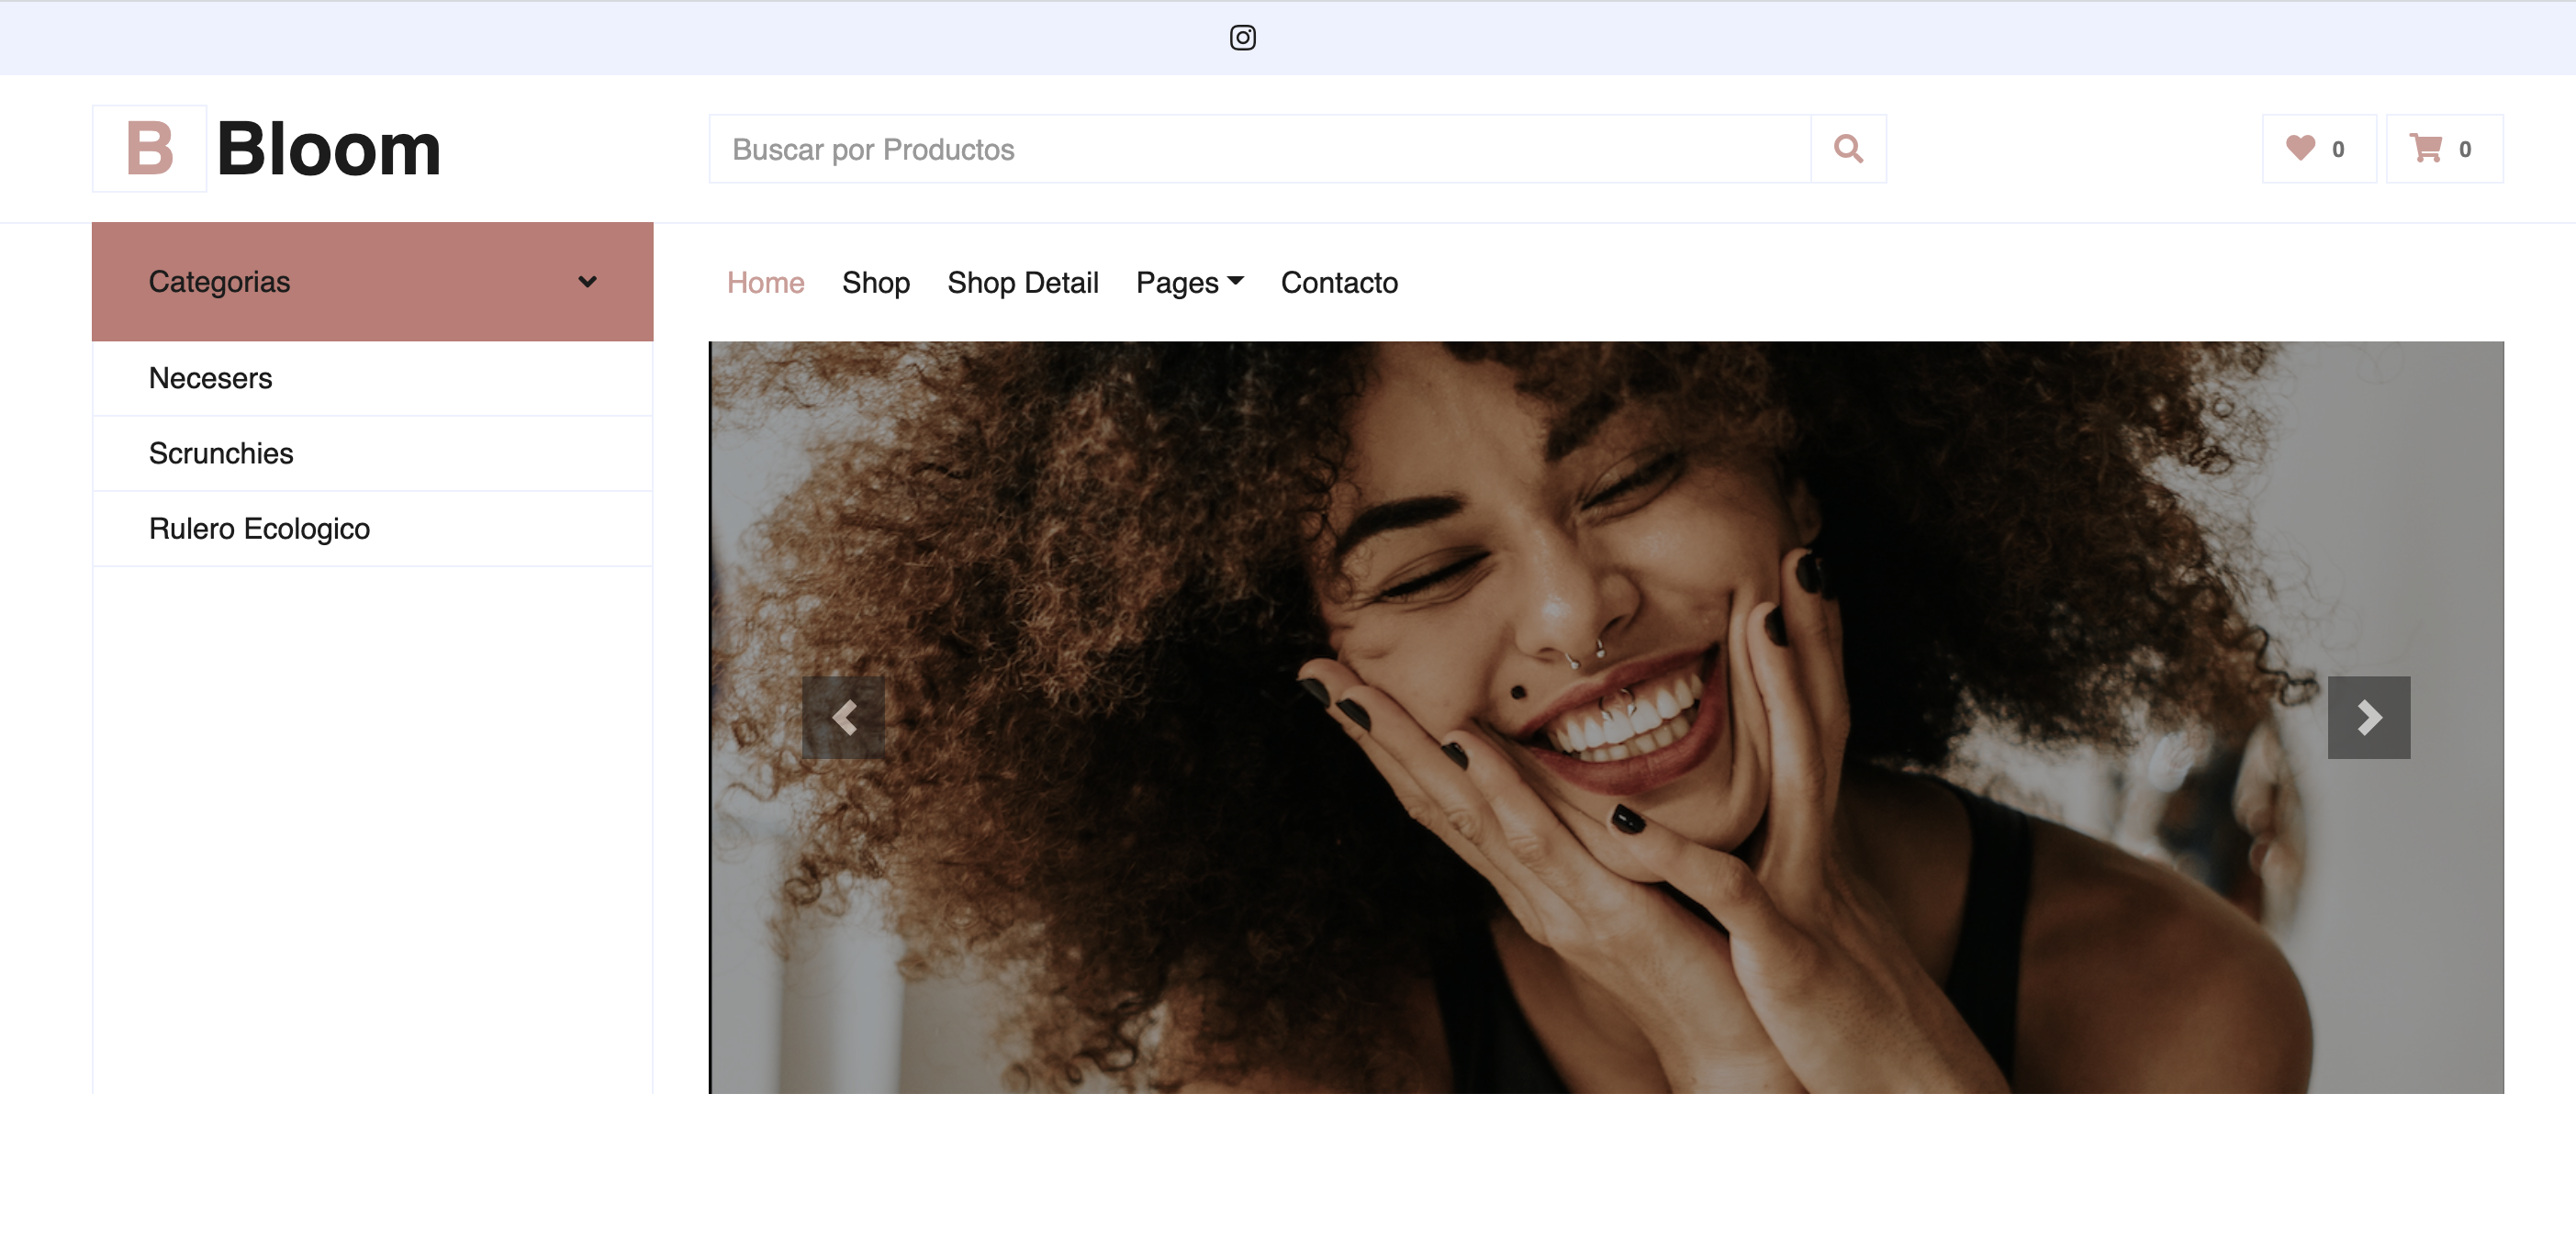 B Bloom
Buscar por Productos
0
0
Categorias
Home Shop Shop Detail Pages Contacto
Necesers
Scrunchies
Rulero Ecologico